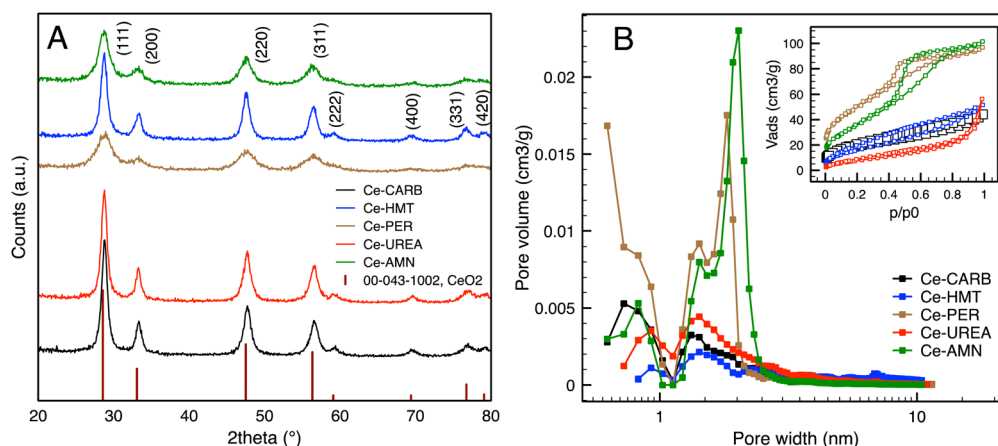 A
(111)
(200)
(220)
(311)
(222)
(400)
(331)
(420)
Counts (a.u.)
Ce-CARB
Ce-HMT
Ce-PER
Ce-UREA
Ce-AMN
00-043-1002, CeO2
20
30
40
50
60
70
80
2theta (°)
B
Pore volume (cm3/g)
0.02
0.015
0.01
0.005
0
1
10
Pore width (nm)
Vads (cm3/g)
100
80
60
40
20
0
0
0.2
0.4
0.6
0.8
1
p/p0
Ce-CARB
Ce-HMT
Ce-PER
Ce-UREA
Ce-AMN